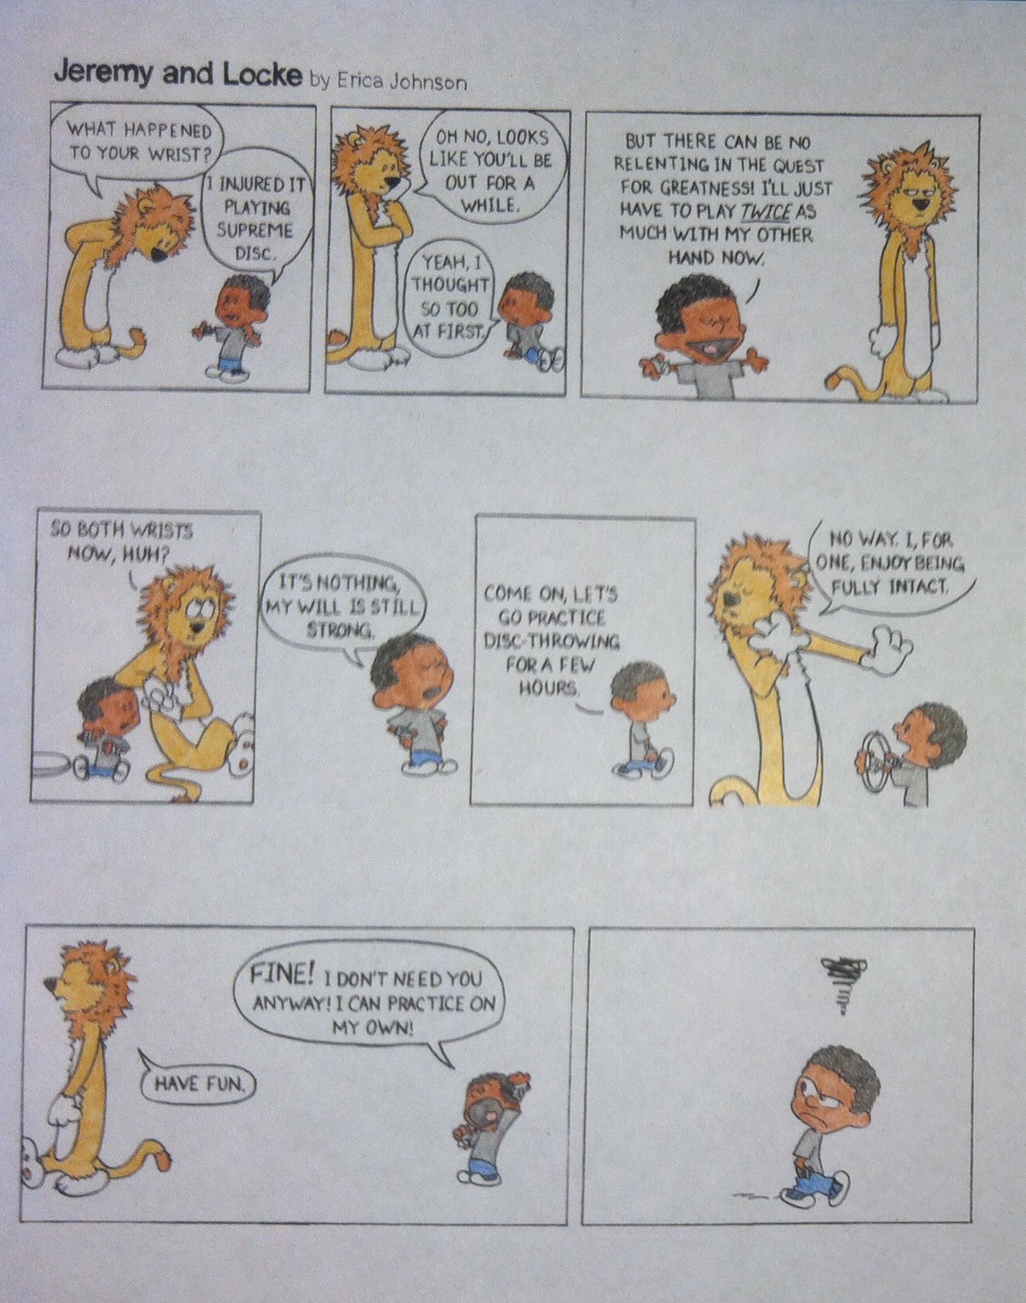 Jeremy and Locke by Erica Johnson
WHAT HAPPENED
TO YOUR WRIST?
I INJURED IT
PLAYING
SUPREME
DISC.
OH NO, LOOKS
LIKE YOU'LL BE
OUT FOR A
WHILE.
YEAH, I
THOUGHT
SO TOO
AT FIRST.
BUT THERE CAN BE NO
RELENTING IN THE QUEST
FOR GREATNESS! I'LL JUST
HAVE TO PLAY TWICE AS
MUCH WITH MY OTHER
HAND NOW.
SO BOTH WRISTS
NOW, HUH?
IT'S NOTHING,
MY WILL IS STILL
STRONG.
COME ON, LET'S
GO PRACTICE
DISC-THROWING
FOR A FEW
HOURS.
NO WAY. I, FOR
ONE, ENJOY BEING
FULLY INTACT.
FINE! I DON'T NEED YOU
ANYWAY! I CAN PRACTICE ON
MY OWN!
HAVE FUN.